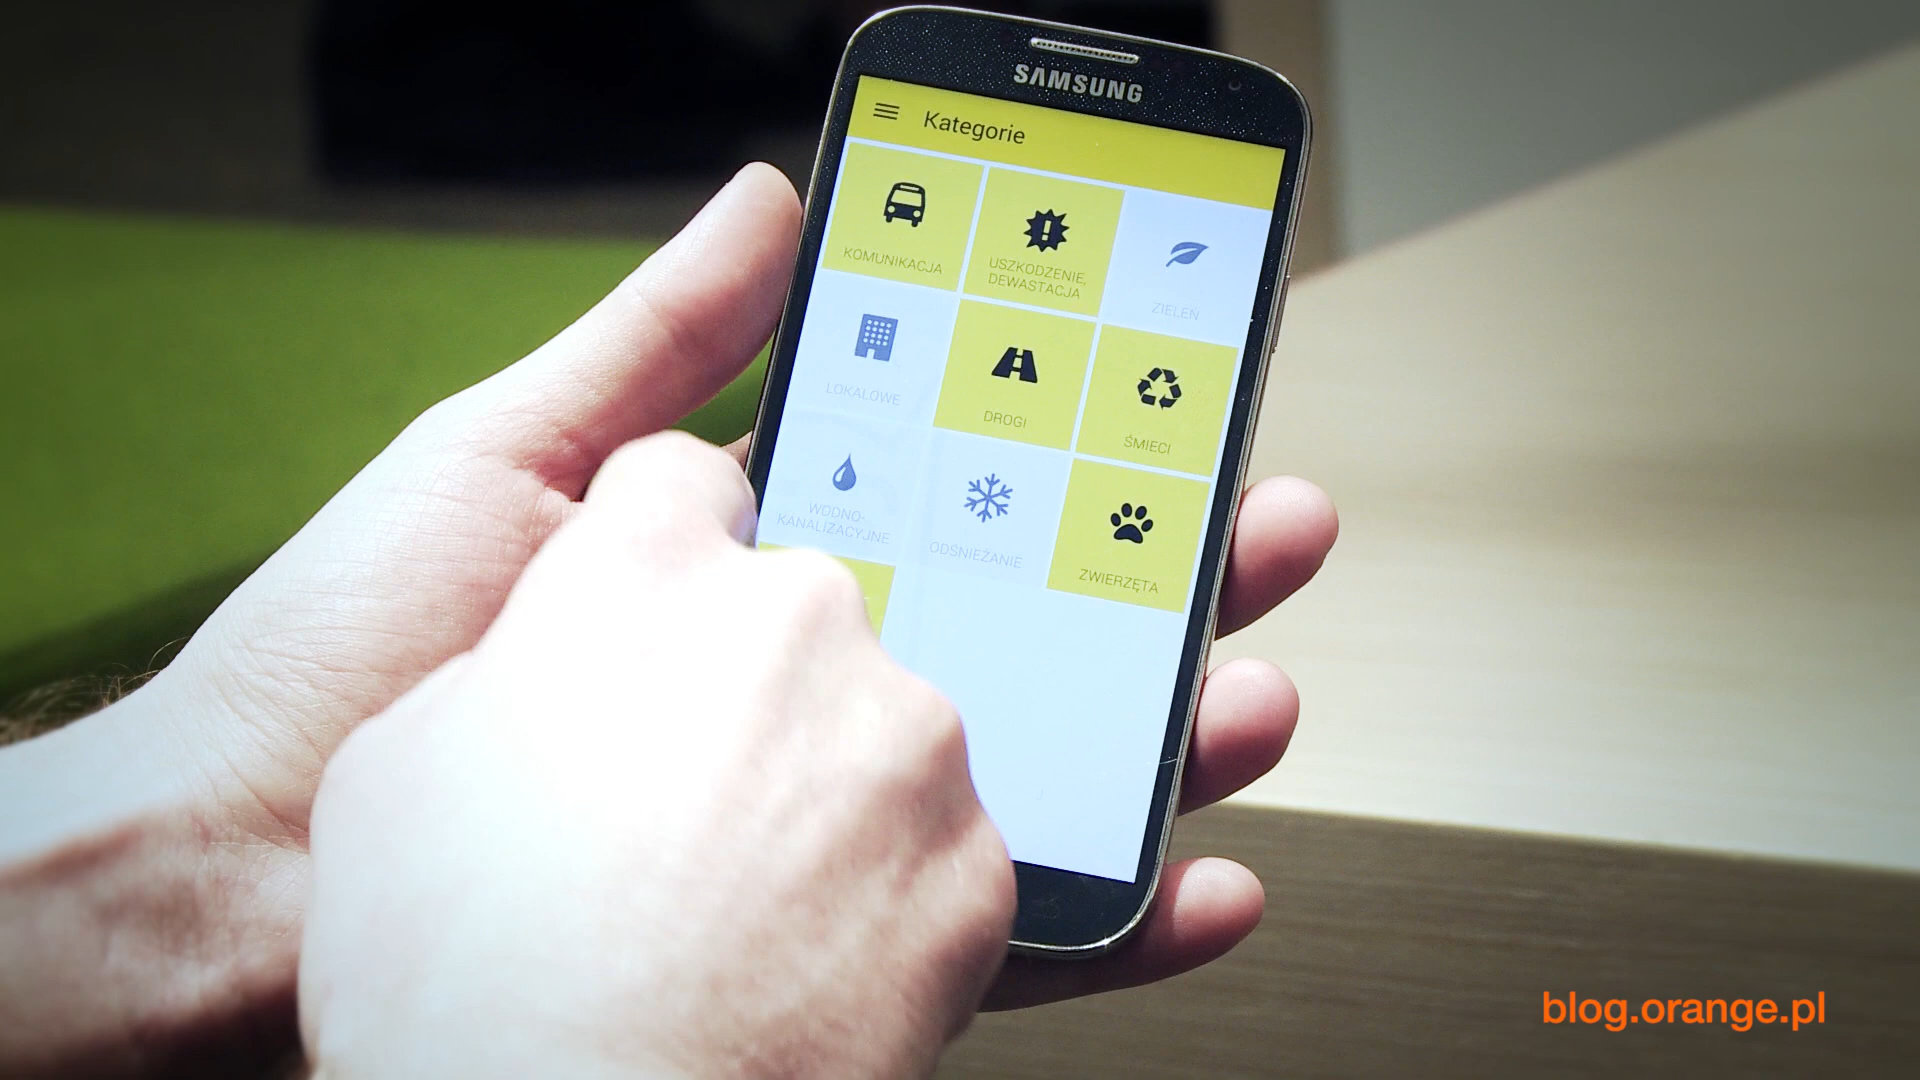 SAMSUNG
Kategorie
KOMUNIKACJA
USZKODZENIE,
DEWASTACJA
ZIELEŃ
LOKALOWE
DROGI
ŚMIECI
WODNO-
KANALIZACYJNE
ODŚNIEŻANIE
ZWIERZĘTA
blog.orange.pl